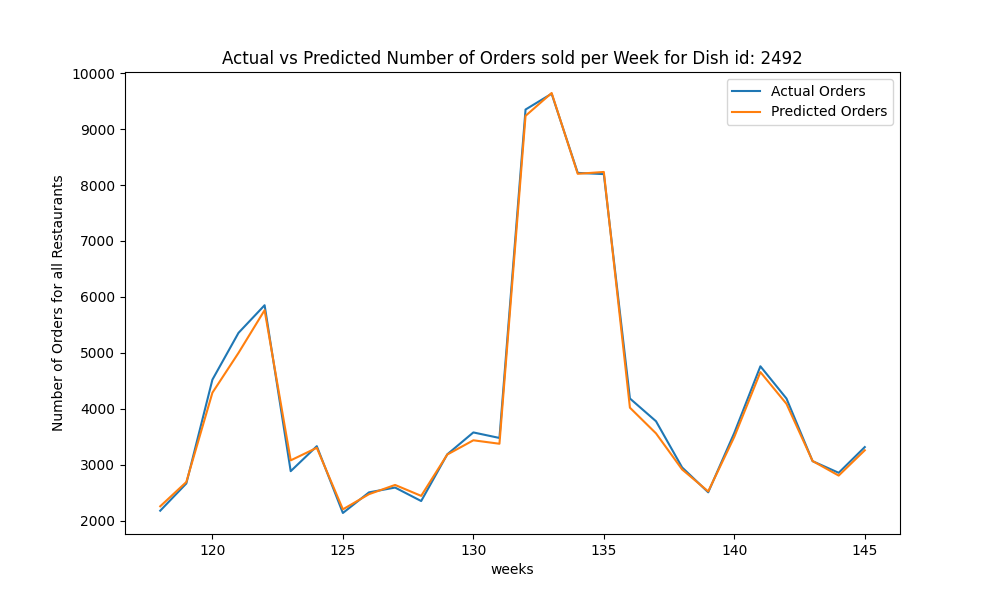 Actual vs Predicted Number of Orders sold per Week for Dish id: 2492
Actual Orders
Predicted Orders
Number of Orders for all Restaurants
10000
9000
8000
7000
6000
5000
4000
3000
2000
120 125 130 135 140 145
weeks